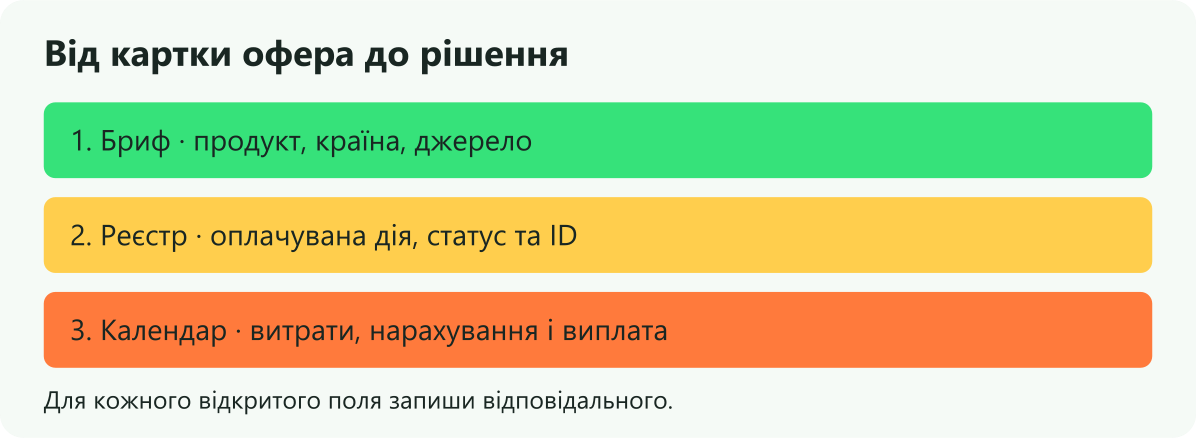 Від картки офера до рішення
1. Бриф · продукт, країна, джерело
2. Реєстр · оплачувана дія, статус та ID
3. Календар · витрати, нарахування і виплата
Для кожного відкритого поля запиши відповідального.